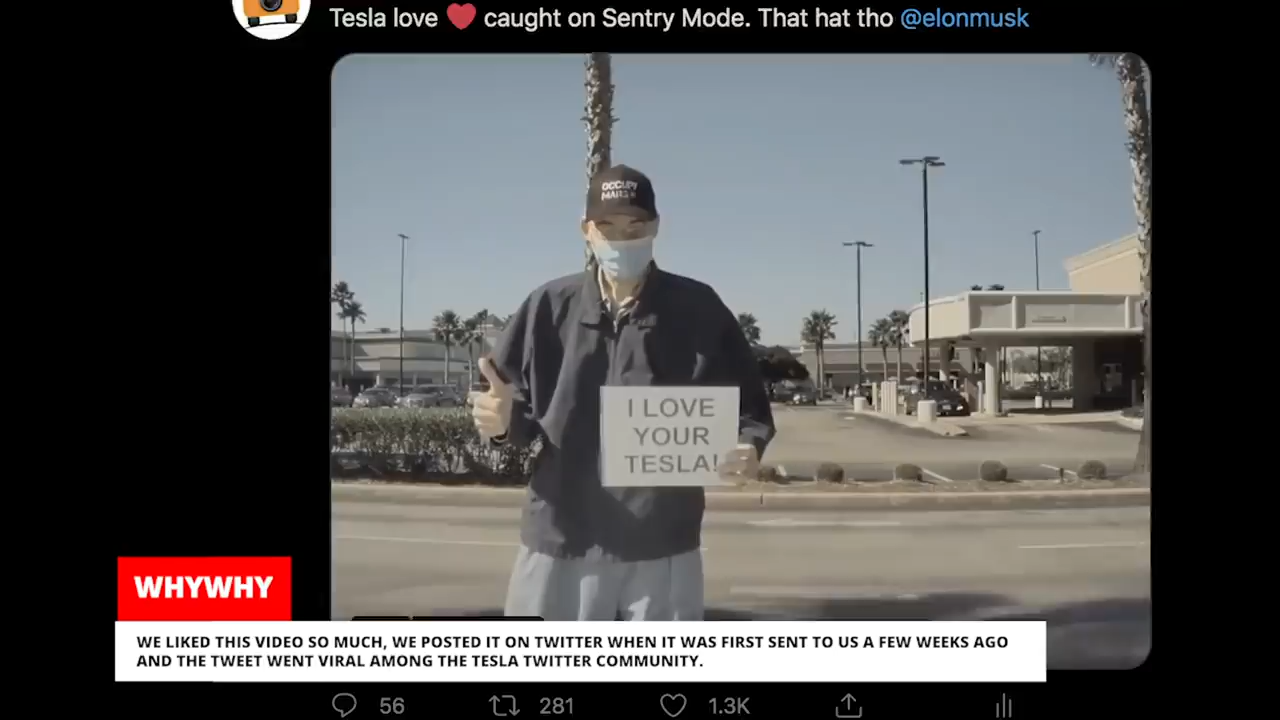 Tesla love ❤️ caught on Sentry Mode. That hat tho @elonmusk
OCCUPY
MARS
I LOVE
YOUR
TESLA!
WHYWHY
WE LIKED THIS VIDEO SO MUCH, WE POSTED IT ON TWITTER WHEN IT WAS FIRST SENT TO US A FEW WEEKS AGO
AND THE TWEET WENT VIRAL AMONG THE TESLA TWITTER COMMUNITY.
56
281
1.3K